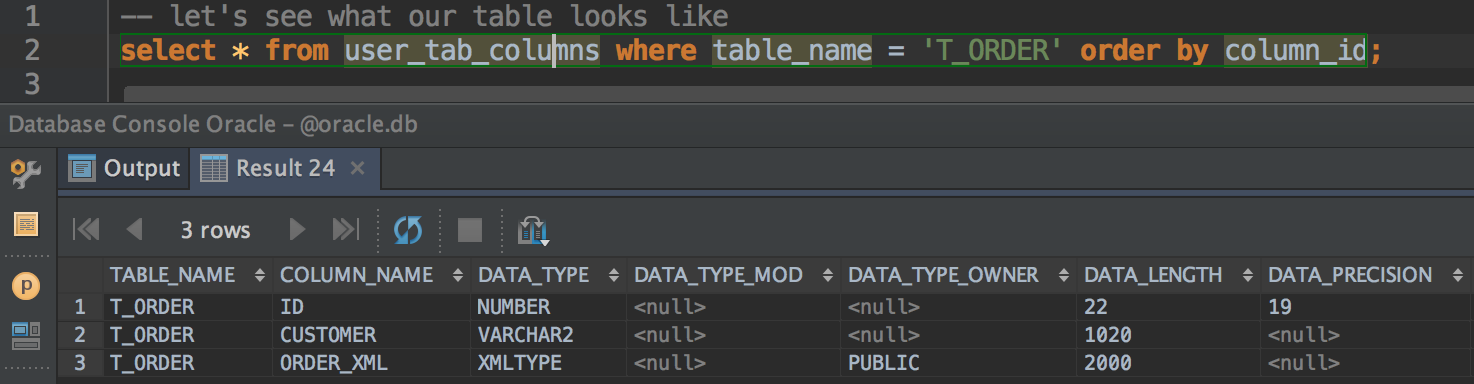 1 -- let's see what our table looks like
2 select * from user_tab_columns where table_name = 'T_ORDER' order by column_id;
3
Database Console Oracle – @oracle.db
Output Result 24 ×
3 rows
P
TABLE_NAME COLUMN_NAME DATA_TYPE DATA_TYPE_MOD DATA_TYPE_OWNER DATA_LENGTH DATA_PRECISION
1 T_ORDER ID NUMBER <null> <null> 22 19
2 T_ORDER CUSTOMER VARCHAR2 <null> <null> 1020 <null>
3 T_ORDER ORDER_XML XMLTYPE <null> PUBLIC 2000 <null>